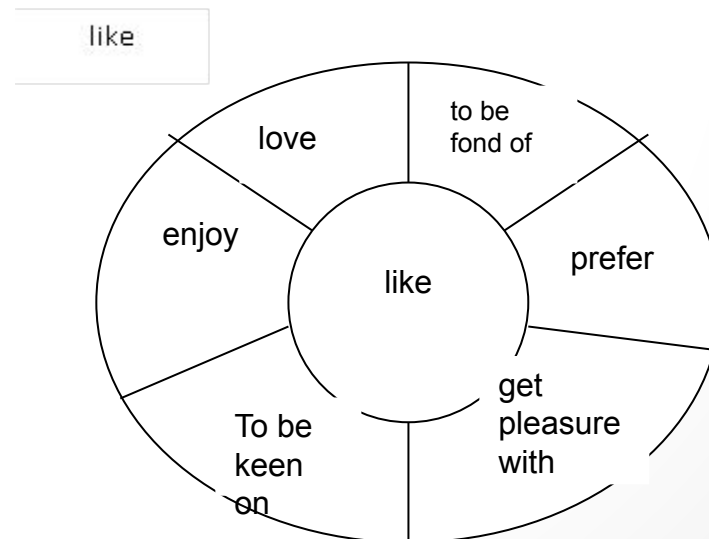 like
love
to be
fond of
enjoy
prefer
like
get
pleasure
with
To be
keen
on